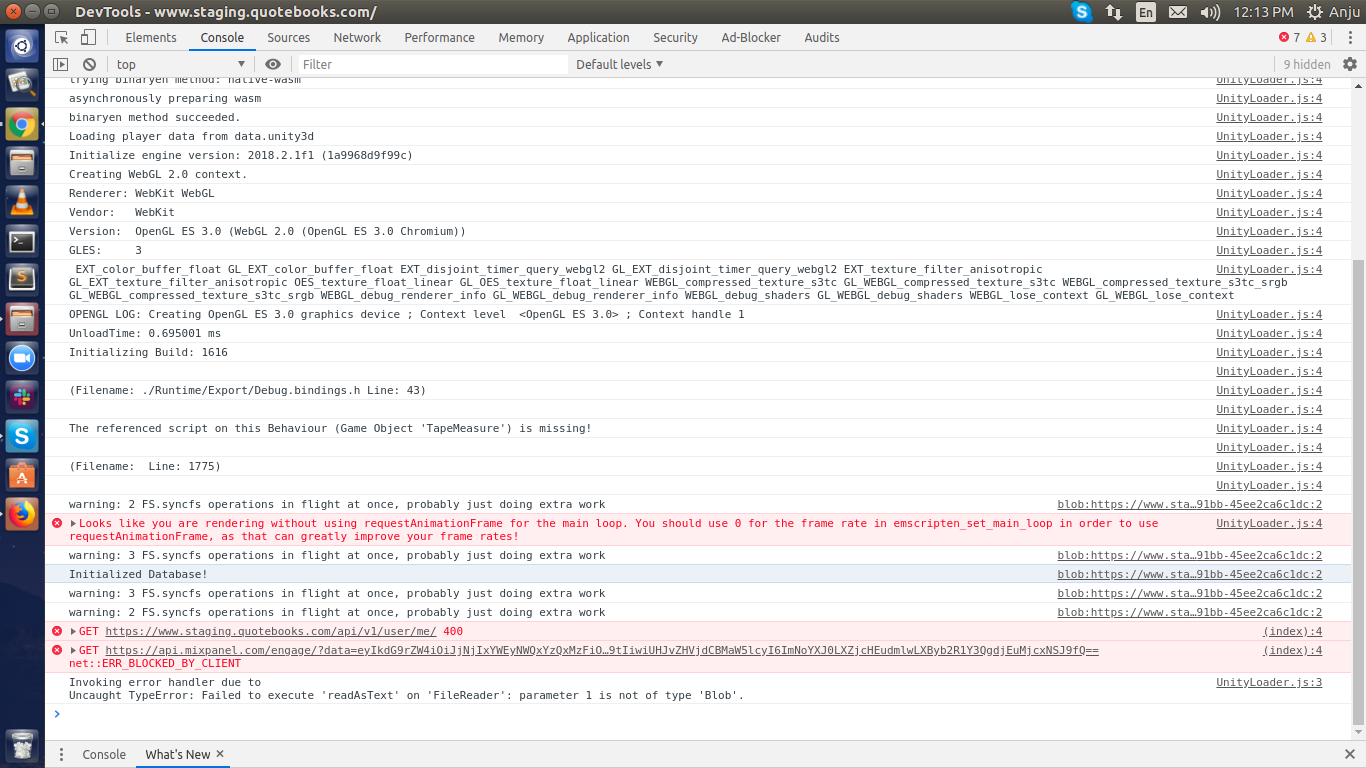 DevTools - www.staging.quotebooks.com/
En
12:13 PM
Anju
Elements Console Sources Network Performance Memory Application Security Ad-Blocker Audits
7 3
top
Filter
Default levels
9 hidden
trying binaryen method: native-wasm UnityLoader.js:4
asynchronously preparing wasm UnityLoader.js:4
binaryen method succeeded. UnityLoader.js:4
Loading player data from data.unity3d UnityLoader.js:4
Initialize engine version: 2018.2.1f1 (1a9968d9f99c) UnityLoader.js:4
Creating WebGL 2.0 context. UnityLoader.js:4
Renderer: WebKit WebGL UnityLoader.js:4
Vendor: WebKit UnityLoader.js:4
Version: OpenGL ES 3.0 (WebGL 2.0 (OpenGL ES 3.0 Chromium)) UnityLoader.js:4
GLES: 3 UnityLoader.js:4
EXT_color_buffer_float GL_EXT_color_buffer_float EXT_disjoint_timer_query_webgl2 GL_EXT_disjoint_timer_query_webgl2 EXT_texture_filter_anisotropic UnityLoader.js:4
GL_EXT_texture_filter_anisotropic OES_texture_float_linear GL_OES_texture_float_linear WEBGL_compressed_texture_s3tc GL_WEBGL_compressed_texture_s3tc WEBGL_compressed_texture_s3tc_srgb
GL_WEBGL_compressed_texture_s3tc_srgb WEBGL_debug_renderer_info GL_WEBGL_debug_renderer_info WEBGL_debug_shaders GL_WEBGL_debug_shaders WEBGL_lose_context GL_WEBGL_lose_context
OPENGL LOG: Creating OpenGL ES 3.0 graphics device ; Context level <OpenGL ES 3.0> ; Context handle 1 UnityLoader.js:4
UnloadTime: 0.695001 ms UnityLoader.js:4
Initializing Build: 1616 UnityLoader.js:4
UnityLoader.js:4
(Filename: ./Runtime/Export/Debug.bindings.h Line: 43) UnityLoader.js:4
UnityLoader.js:4
The referenced script on this Behaviour (Game Object 'TapeMeasure') is missing! UnityLoader.js:4
UnityLoader.js:4
(Filename: Line: 1775) UnityLoader.js:4
UnityLoader.js:4
warning: 2 FS.syncfs operations in flight at once, probably just doing extra work blob:https://www.sta…91bb-45ee2ca6c1dc:2
Looks like you are rendering without using requestAnimationFrame for the main loop. You should use 0 for the frame rate in emscripten_set_main_loop in order to use UnityLoader.js:4
requestAnimationFrame, as that can greatly improve your frame rates!
warning: 3 FS.syncfs operations in flight at once, probably just doing extra work blob:https://www.sta…91bb-45ee2ca6c1dc:2
Initialized Database! blob:https://www.sta…91bb-45ee2ca6c1dc:2
warning: 3 FS.syncfs operations in flight at once, probably just doing extra work blob:https://www.sta…91bb-45ee2ca6c1dc:2
warning: 2 FS.syncfs operations in flight at once, probably just doing extra work blob:https://www.sta…91bb-45ee2ca6c1dc:2
GET https://www.staging.quotebooks.com/api/v1/user/me/ 400 (index):4
GET https://api.mixpanel.com/engage/?data=eyIkdG9rZW4iOiJjNjIxYWEyNWQxYzQxMzFiO…9tIiwiUHJvZHVjdCBMaW5lcyI6ImNoYXJ0LXZjcHEudmlwLXByb2R1Y3QgdjEuMjcxNSJ9fQ== (index):4
net::ERR_BLOCKED_BY_CLIENT
Invoking error handler due to UnityLoader.js:3
Uncaught TypeError: Failed to execute 'readAsText' on 'FileReader': parameter 1 is not of type 'Blob'.
Console What's New